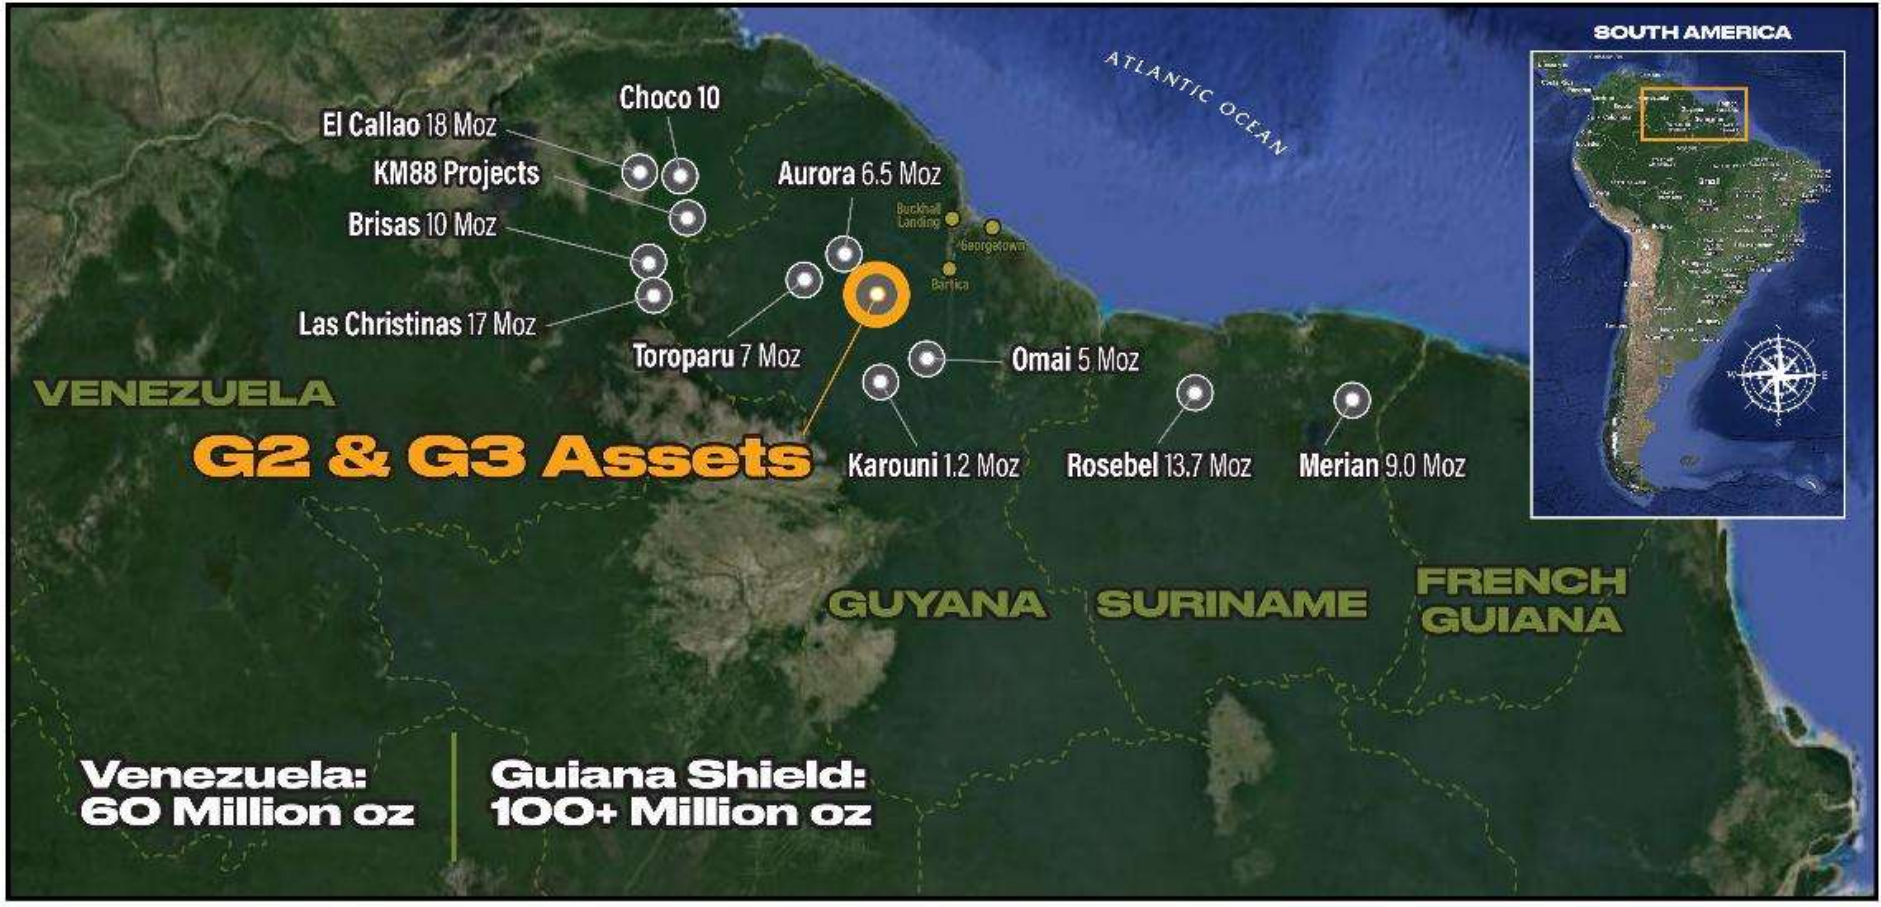 SOUTH AMERICA
ATLANTIC OCEAN
Choco 10
El Callao 18 Moz
KM88 Projects
Aurora 6.5 Moz
Brisas 10 Moz
Buckhall
Landing
Georgetown
Bartica
Las Christinas 17 Moz
Toroparu 7 Moz
Omai 5 Moz
VENEZUELA
G2 & G3 Assets
Karouni 1.2 Moz
Rosebel 13.7 Moz
Merian 9.0 Moz
N
W
E
S
GUYANA
SURINAME
FRENCH
GUIANA
Venezuela:
60 Million oz
Guiana Shield:
100+ Million oz